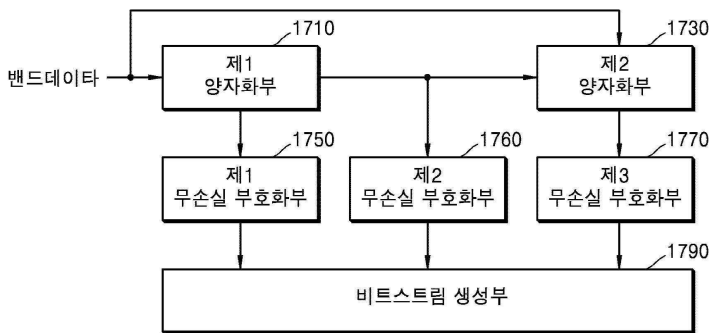 1710
1730
밴드데이타
제1
양자화부
제2
양자화부
1750
1760
1770
제1
무손실 부호화부
제2
무손실 부호화부
제3
무손실 부호화부
1790
비트스트림 생성부